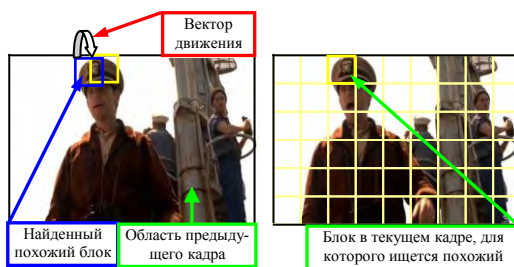 Вектор
движения
Найденный
похожий блок
Область предыду-
щего кадра
Блок в текущем кадре, для
которого ищется похожий